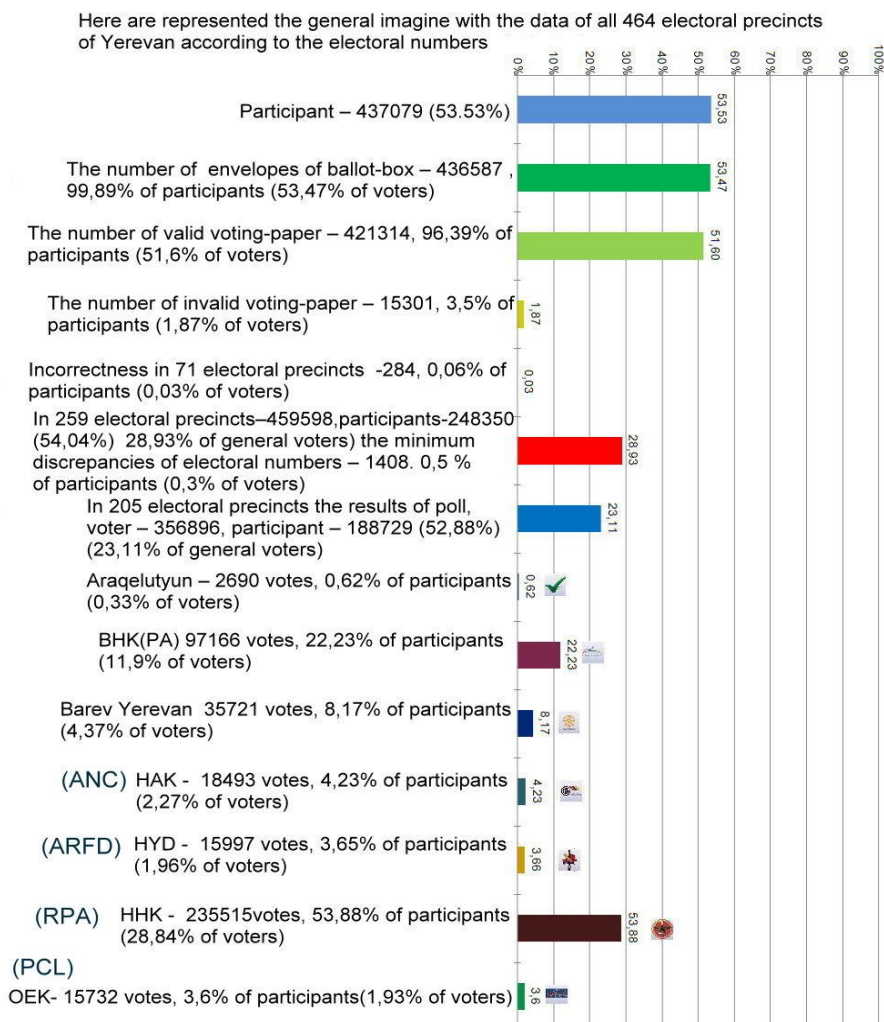 Here are represented the general imagine with the data of all 464 electoral precincts
of Yerevan according to the electoral numbers
0% 10% 20% 30% 40% 50% 60% 70% 80% 90% 100%
Participant – 437079 (53.53%)
53,53
The number of envelopes of ballot-box – 436587 ,
99,89% of participants (53,47% of voters)
53,47
The number of valid voting-paper – 421314, 96,39% of
participants (51,6% of voters)
51,60
The number of invalid voting-paper – 15301, 3,5% of
participants (1,87% of voters)
1,87
Incorrectness in 71 electoral precincts -284, 0,06% of
participants (0,03% of voters)
0,03
In 259 electoral precincts–459598,participants-248350
(54,04%) 28,93% of general voters) the minimum
discrepancies of electoral numbers – 1408. 0,5 %
of participants (0,3% of voters)
28,93
In 205 electoral precincts the results of poll,
voter – 356896, participant – 188729 (52,88%)
(23,11% of general voters)
23,11
Araqelutyun – 2690 votes, 0,62% of participants
(0,33% of voters)
0,62
BHK(PA) 97166 votes, 22,23% of participants
(11,9% of voters)
22,23
Barev Yerevan 35721 votes, 8,17% of participants
(4,37% of voters)
8,17
(ANC) HAK - 18493 votes, 4,23% of participants
(2,27% of voters)
4,23
(ARFD) HYD - 15997 votes, 3,65% of participants
(1,96% of voters)
3,66
(RPA) HHK - 235515votes, 53,88% of participants
(28,84% of voters)
53,88
(PCL)
OEK- 15732 votes, 3,6% of participants(1,93% of voters)
3,6